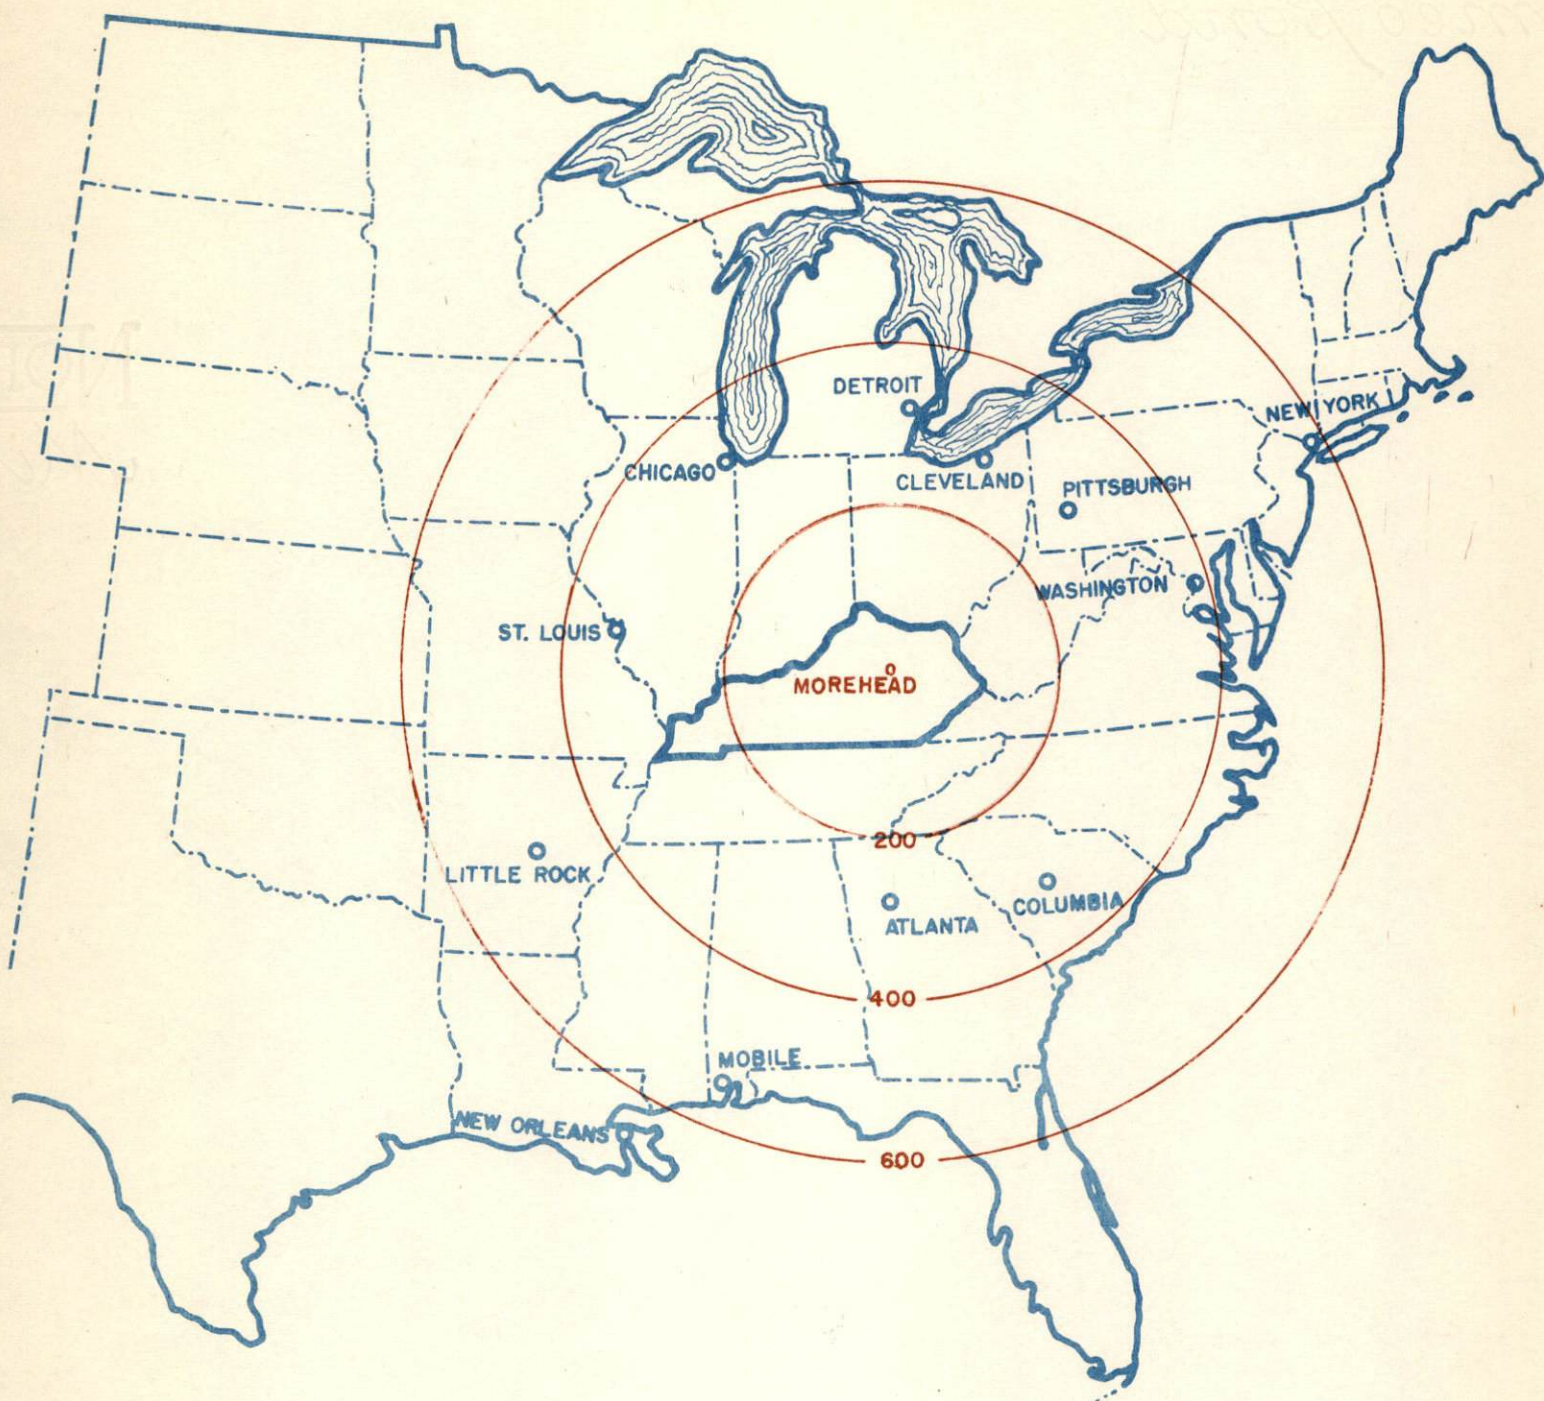 DETROIT
NEW YORK
CHICAGO
CLEVELAND
PITTSBURGH
WASHINGTON
ST. LOUIS
MOREHEAD
200
LITTLE ROCK
COLUMBIA
ATLANTA
400
MOBILE
NEW ORLEANS
600